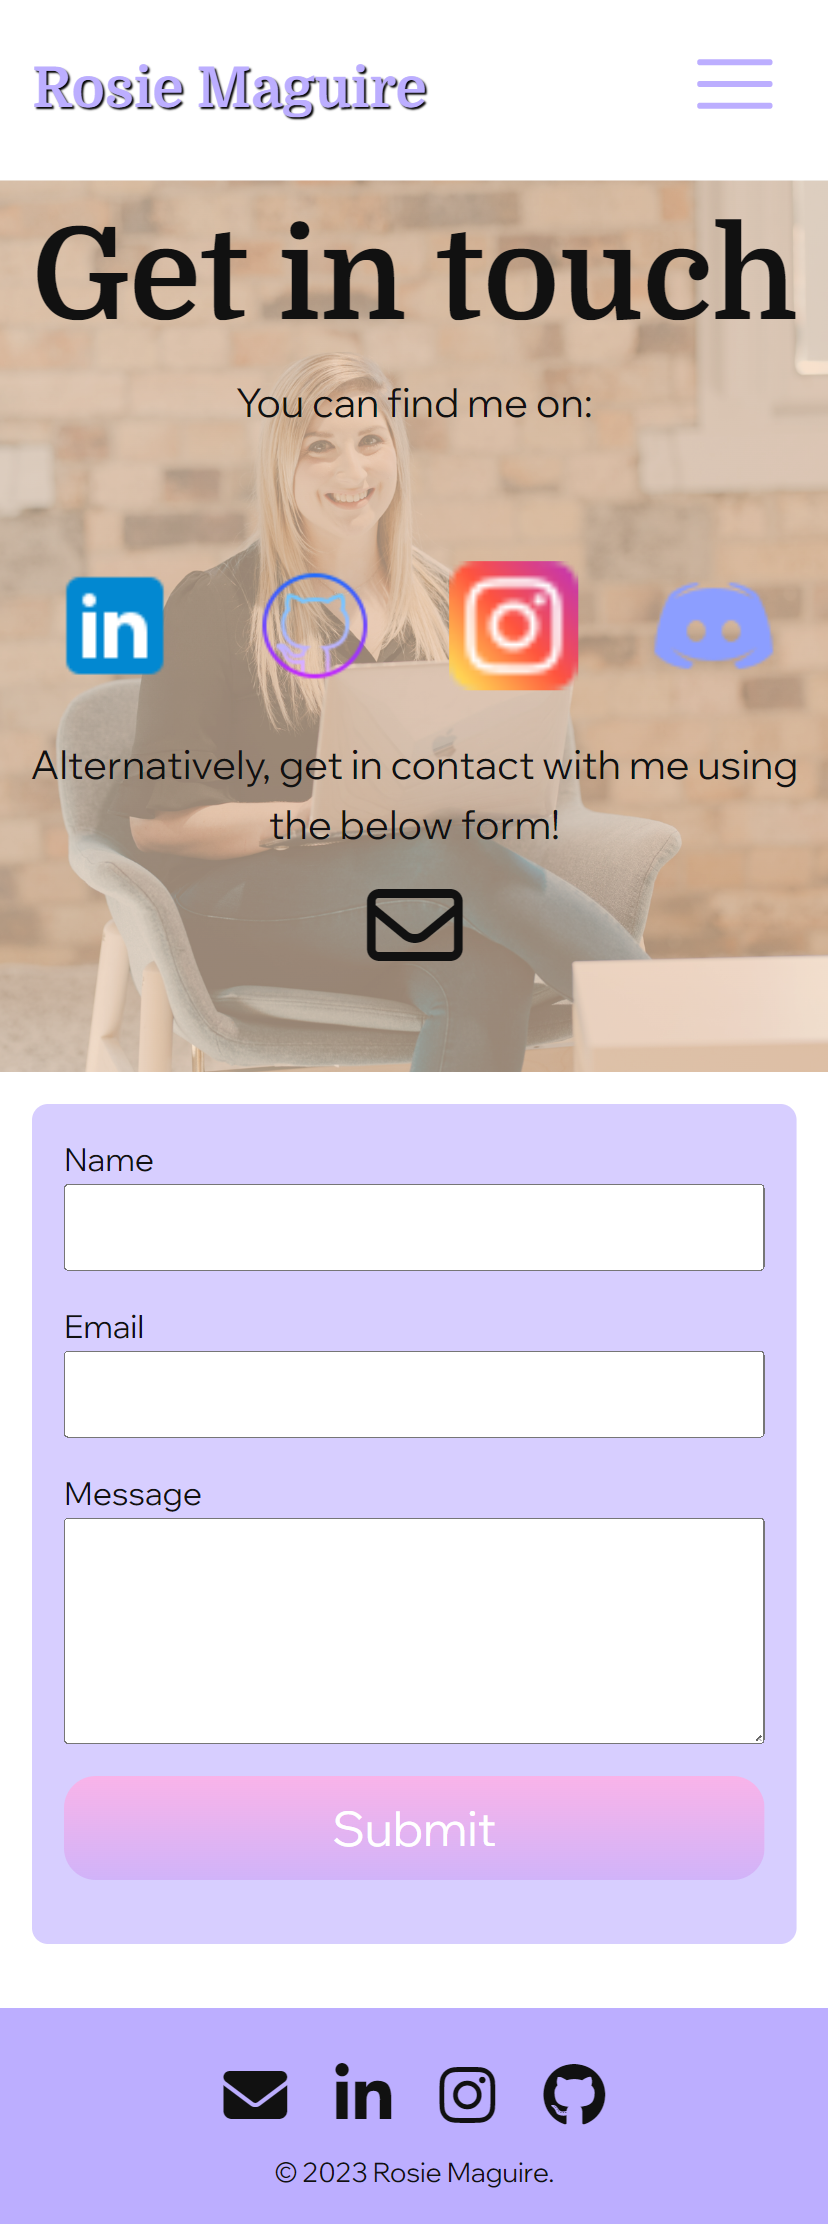 Rosie Maguire
Get in touch
You can find me on:
in
Alternatively, get in contact with me using
the below form!
Name
Email
Message
Submit
in
© 2023 Rosie Maguire.